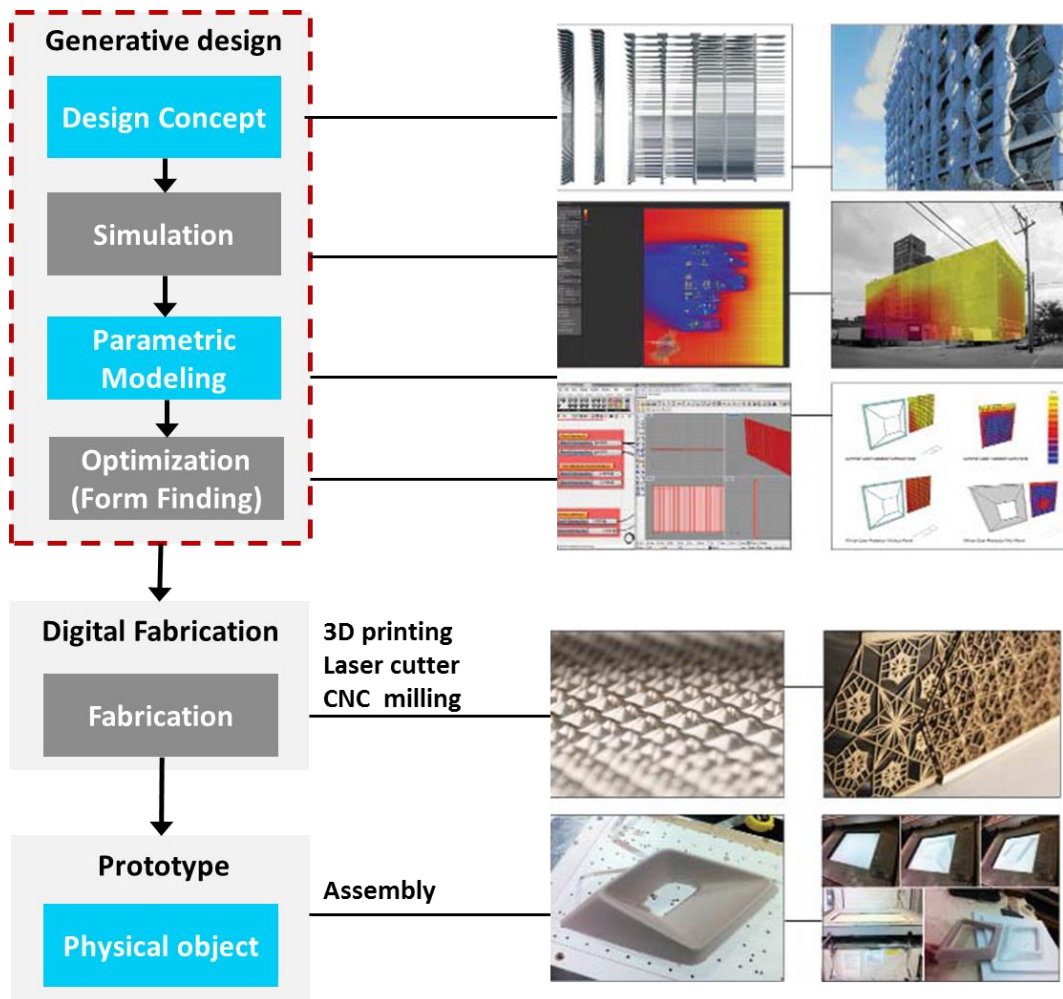 Generative design
Design Concept
Simulation
Parametric
Modeling
Optimization
(Form Finding)
Digital Fabrication
3D printing
Laser cutter
CNC milling
Fabrication
Prototype
Assembly
Physical object